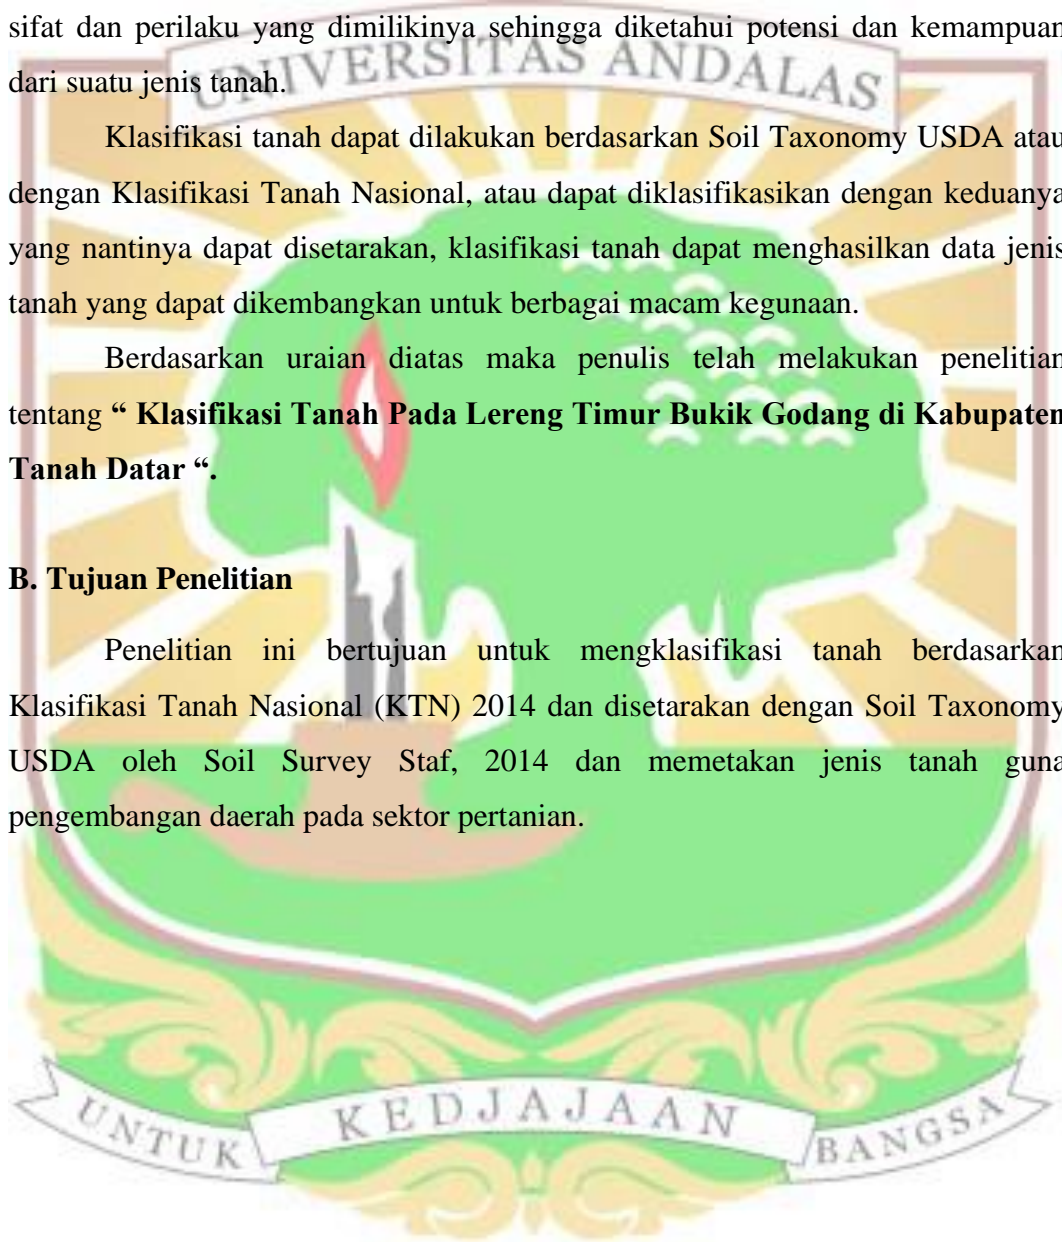 sifat dan perilaku yang dimilikinya sehingga diketahui potensi dan kemampuan
dari suatu jenis tanah.
UNIVERSITAS ANDALAS
Klasifikasi tanah dapat dilakukan berdasarkan Soil Taxonomy USDA atau
dengan Klasifikasi Tanah Nasional, atau dapat diklasifikasikan dengan keduanya
yang nantinya dapat disetarakan, klasifikasi tanah dapat menghasilkan data jenis
tanah yang dapat dikembangkan untuk berbagai macam kegunaan.
Berdasarkan uraian diatas maka penulis telah melakukan penelitian
tentang “ Klasifikasi Tanah Pada Lereng Timur Bukik Godang di Kabupaten
Tanah Datar “.
B. Tujuan Penelitian
Penelitian ini bertujuan untuk mengklasifikasi tanah berdasarkan
Klasifikasi Tanah Nasional (KTN) 2014 dan disetarakan dengan Soil Taxonomy
USDA oleh Soil Survey Staf, 2014 dan memetakan jenis tanah guna
pengembangan daerah pada sektor pertanian.
UNTUK KEDJAJAAN BANGSA